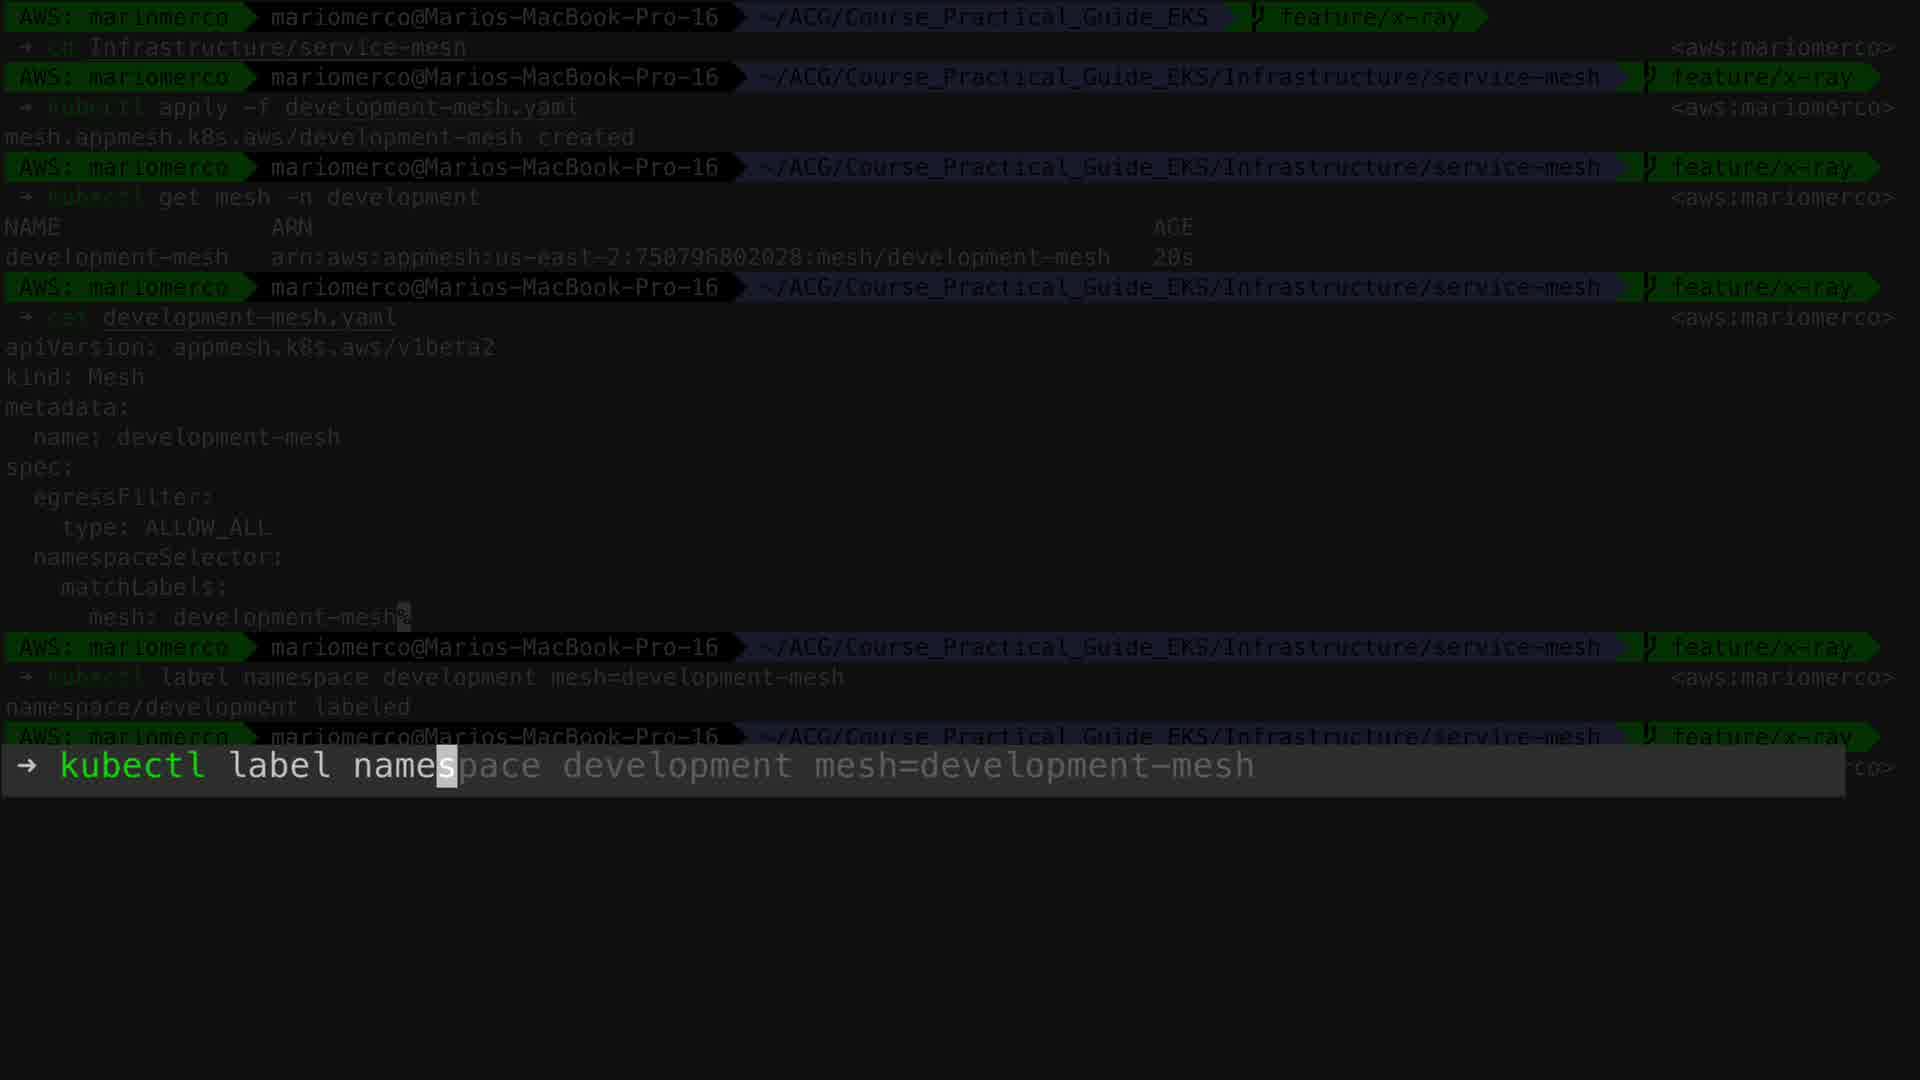 AWS: mariomerco mariomerco@Marios-MacBook-Pro-16 ~/ACG/Course_Practical_Guide_EKS feature/x-ray
→ cd Infrastructure/service-mesh <aws:mariomerco>
AWS: mariomerco mariomerco@Marios-MacBook-Pro-16 ~/ACG/Course_Practical_Guide_EKS/Infrastructure/service-mesh feature/x-ray
→ kubectl apply -f development-mesh.yaml <aws:mariomerco>
mesh.appmesh.k8s.aws/development-mesh created
AWS: mariomerco mariomerco@Marios-MacBook-Pro-16 ~/ACG/Course_Practical_Guide_EKS/Infrastructure/service-mesh feature/x-ray
→ kubectl get mesh -n development <aws:mariomerco>
NAME ARN AGE
development-mesh arn:aws:appmesh:us-east-2:750796802028:mesh/development-mesh 20s
AWS: mariomerco mariomerco@Marios-MacBook-Pro-16 ~/ACG/Course_Practical_Guide_EKS/Infrastructure/service-mesh feature/x-ray
→ cat development-mesh.yaml <aws:mariomerco>
apiVersion: appmesh.k8s.aws/v1beta2
kind: Mesh
metadata:
  name: development-mesh
spec:
  egressFilter:
    type: ALLOW_ALL
  namespaceSelector:
    matchLabels:
      mesh: development-mesh%
AWS: mariomerco mariomerco@Marios-MacBook-Pro-16 ~/ACG/Course_Practical_Guide_EKS/Infrastructure/service-mesh feature/x-ray
→ kubectl label namespace development mesh=development-mesh <aws:mariomerco>
namespace/development labeled
AWS: mariomerco mariomerco@Marios-MacBook-Pro-16 ~/ACG/Course_Practical_Guide_EKS/Infrastructure/service-mesh feature/x-ray
→ kubectl label namespace development mesh=development-mesh co>